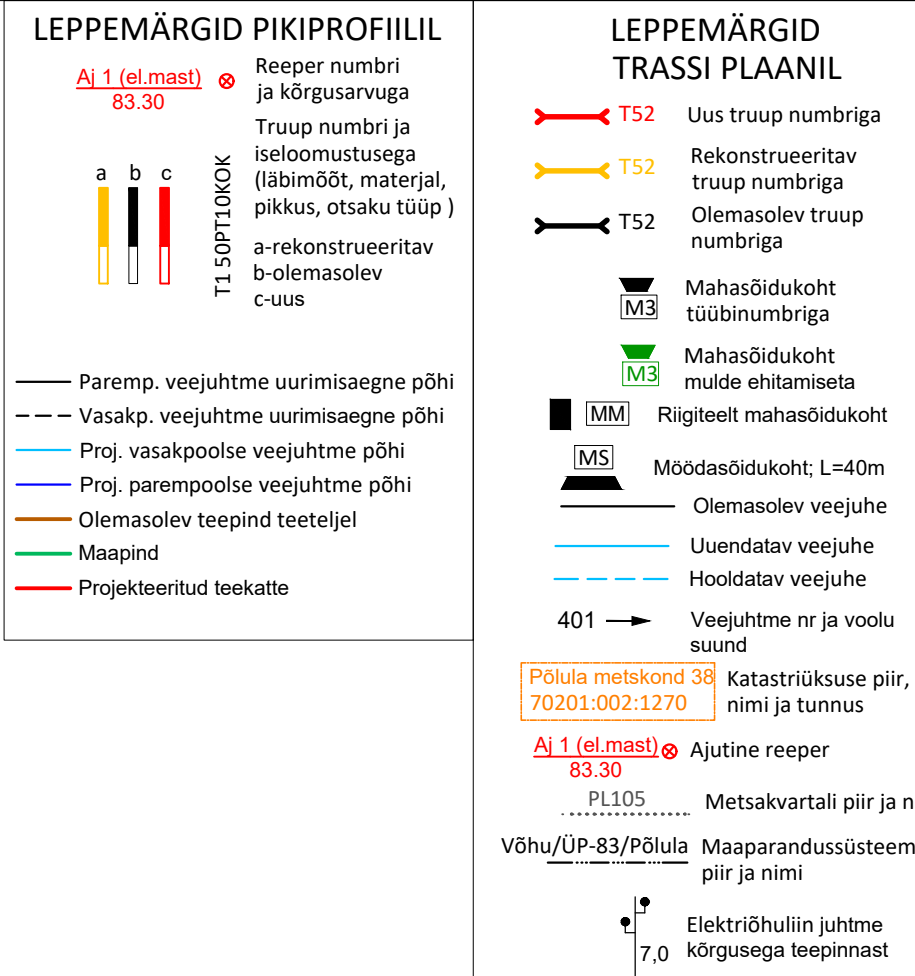 LEPPEMÄRGID PIKIPROFIILIL
Aj 1 (el.mast)
83.30
Reeper numbri
ja kõrgusarvuga
a b c
T1 50PT10KOK
Truup numbri ja
iseloomustusega
(läbimõõt, materjal,
pikkus, otsaku tüüp )
a-rekonstrueeritav
b-olemasolev
c-uus
Paremp. veejuhtme uurimisaegne põhi
Vasakp. veejuhtme uurimisaegne põhi
Proj. vasakpoolse veejuhtme põhi
Proj. parempoolse veejuhtme põhi
Olemasolev teepind teeteljel
Maapind
Projekteeritud teekatte
LEPPEMÄRGID
TRASSI PLAANIL
T52 Uus truup numbriga
T52 Rekonstrueeritav
truup numbriga
T52 Olemasolev truup
numbriga
M3 Mahasõidukoht
tüübinumbriga
M3 Mahasõidukoht
mulde ehitamiseta
MM Riigiteelt mahasõidukoht
MS Möödasõidukoht; L=40m
Olemasolev veejuhe
Uuendatav veejuhe
Hooldatav veejuhe
401 Veejuhtme nr ja voolu
suund
Põlula metskond 38
70201:002:1270
Katastriüksuse piir,
nimi ja tunnus
Aj 1 (el.mast)
83.30
Ajutine reeper
PL105 Metsakvartali piir ja n
Võhu/ÜP-83/Põlula Maaparandussüsteem
piir ja nimi
7,0
Elektriõhuliin juhtme
kõrgusega teepinnast